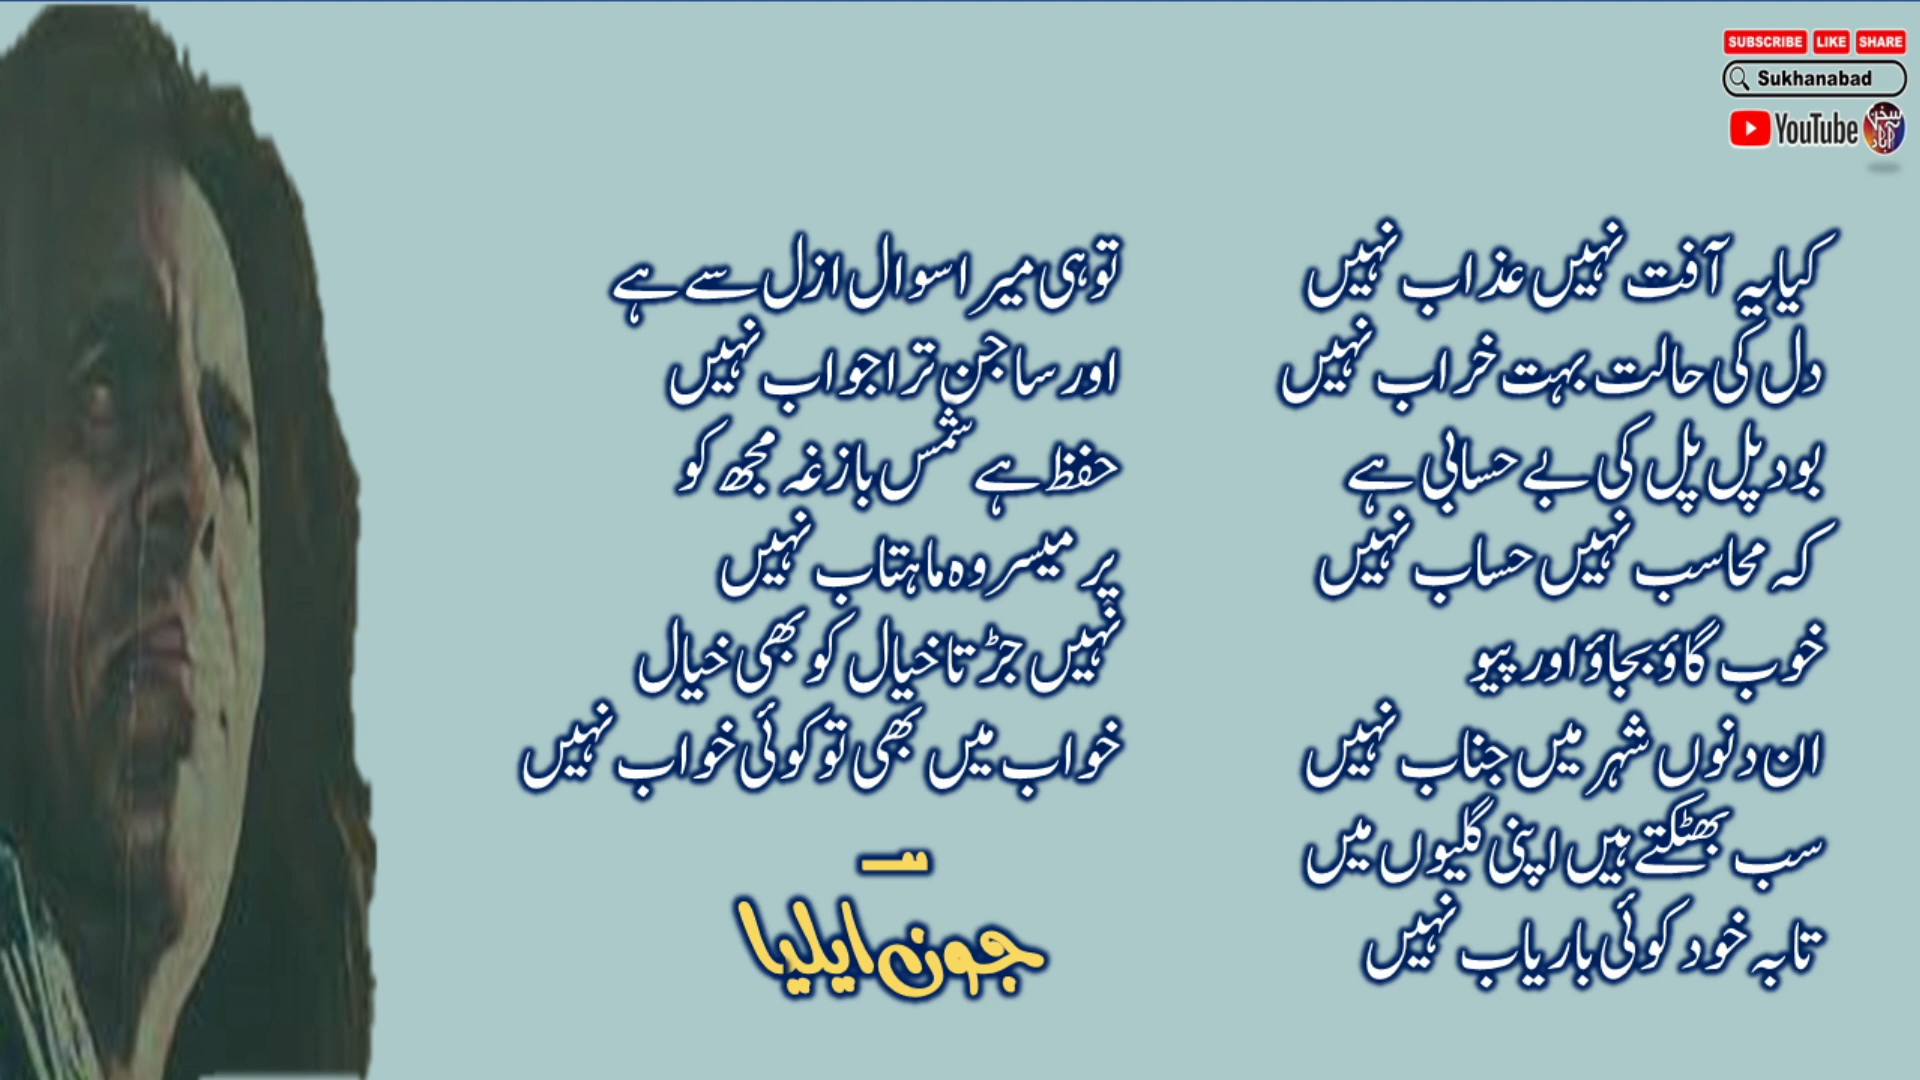 SUBSCRIBE LIKE SHARE
Sukhanabad
YouTube سخن آباد
کیا یہ آفت نہیں عذاب نہیں
دل کی حالت بہت خراب نہیں
بود پل پل کی بے حسابی ہے
کہ محاسب نہیں حساب نہیں
خوب گاؤ بجاؤ اور پیو
ان دنوں شہر میں جناب نہیں
سب بھٹکتے ہیں اپنی گلیوں میں
تا بہ خود کوئی باریاب نہیں
تو ہی میرا سوال ازل سے ہے
اور ساجن ترا جواب نہیں
حفظ ہے شمس بازغہ مجھ کو
پر میسر وہ ماہتاب نہیں
نہیں جڑتا خیال کو بھی خیال
خواب میں بھی تو کوئی خواب نہیں
جون ایلیا